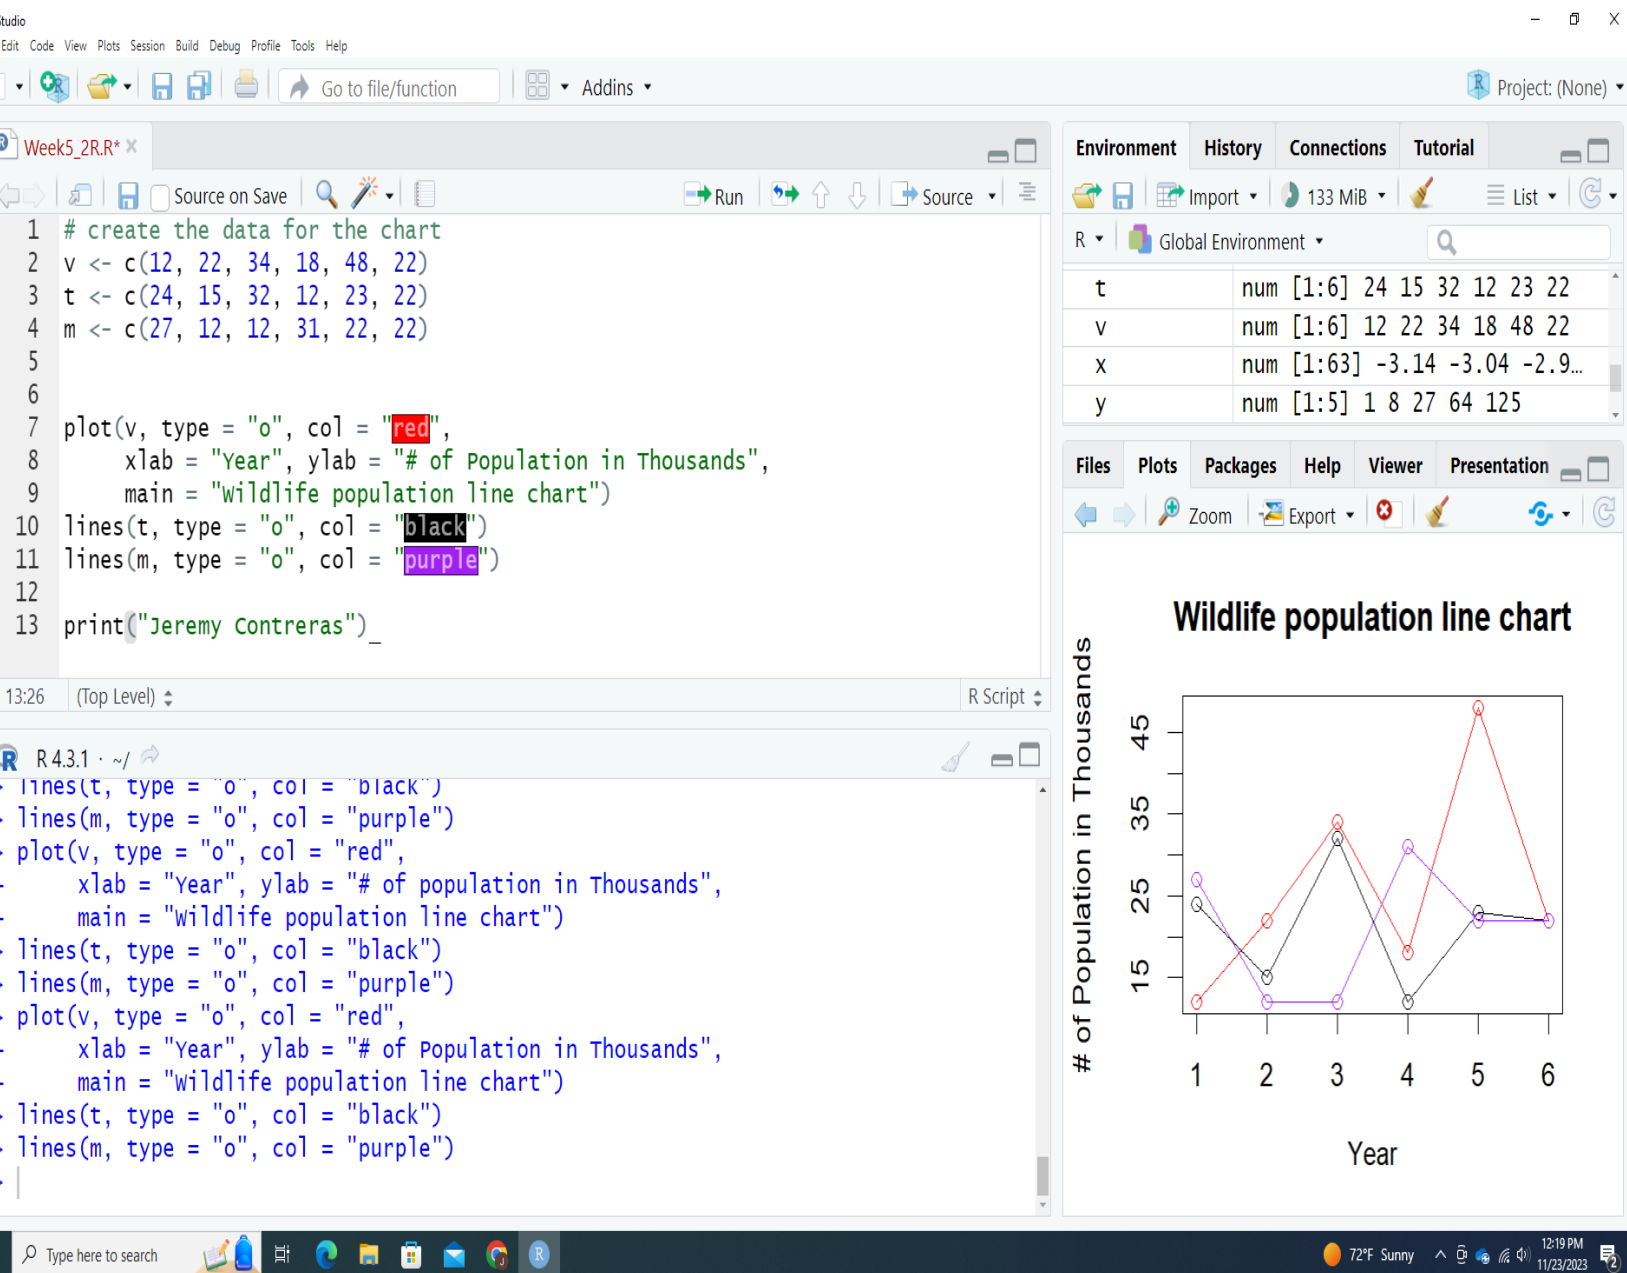 Studio
Edit Code View Plots Session Build Debug Profile Tools Help
Go to file/function
Addins
Project: (None)
Week5_2R.R*
Source on Save
Run
Source
1 # create the data for the chart
2 v <- c(12, 22, 34, 18, 48, 22)
3 t <- c(24, 15, 32, 12, 23, 22)
4 m <- c(27, 12, 12, 31, 22, 22)
5
6
7 plot(v, type = "o", col = "red",
8 xlab = "Year", ylab = "# of Population in Thousands",
9 main = "Wildlife population line chart")
10 lines(t, type = "o", col = "black")
11 lines(m, type = "o", col = "purple")
12
13 print("Jeremy Contreras")_
13:26 (Top Level) R Script
R 4.3.1 · ~/
> lines(t, type = "o", col = "black")
> lines(m, type = "o", col = "purple")
> plot(v, type = "o", col = "red",
xlab = "Year", ylab = "# of population in Thousands",
main = "Wildlife population line chart")
> lines(t, type = "o", col = "black")
> lines(m, type = "o", col = "purple")
> plot(v, type = "o", col = "red",
xlab = "Year", ylab = "# of Population in Thousands",
main = "Wildlife population line chart")
> lines(t, type = "o", col = "black")
> lines(m, type = "o", col = "purple")
>
Environment History Connections Tutorial
Import 133 MiB List
R Global Environment
t num [1:6] 24 15 32 12 23 22
v num [1:6] 12 22 34 18 48 22
x num [1:63] -3.14 -3.04 -2.9…
y num [1:5] 1 8 27 64 125
Files Plots Packages Help Viewer Presentation
Zoom Export
Wildlife population line chart
# of Population in Thousands
45
35
25
15
1 2 3 4 5 6
Year
Type here to search
72°F Sunny
12:19 PM
11/23/2023
2